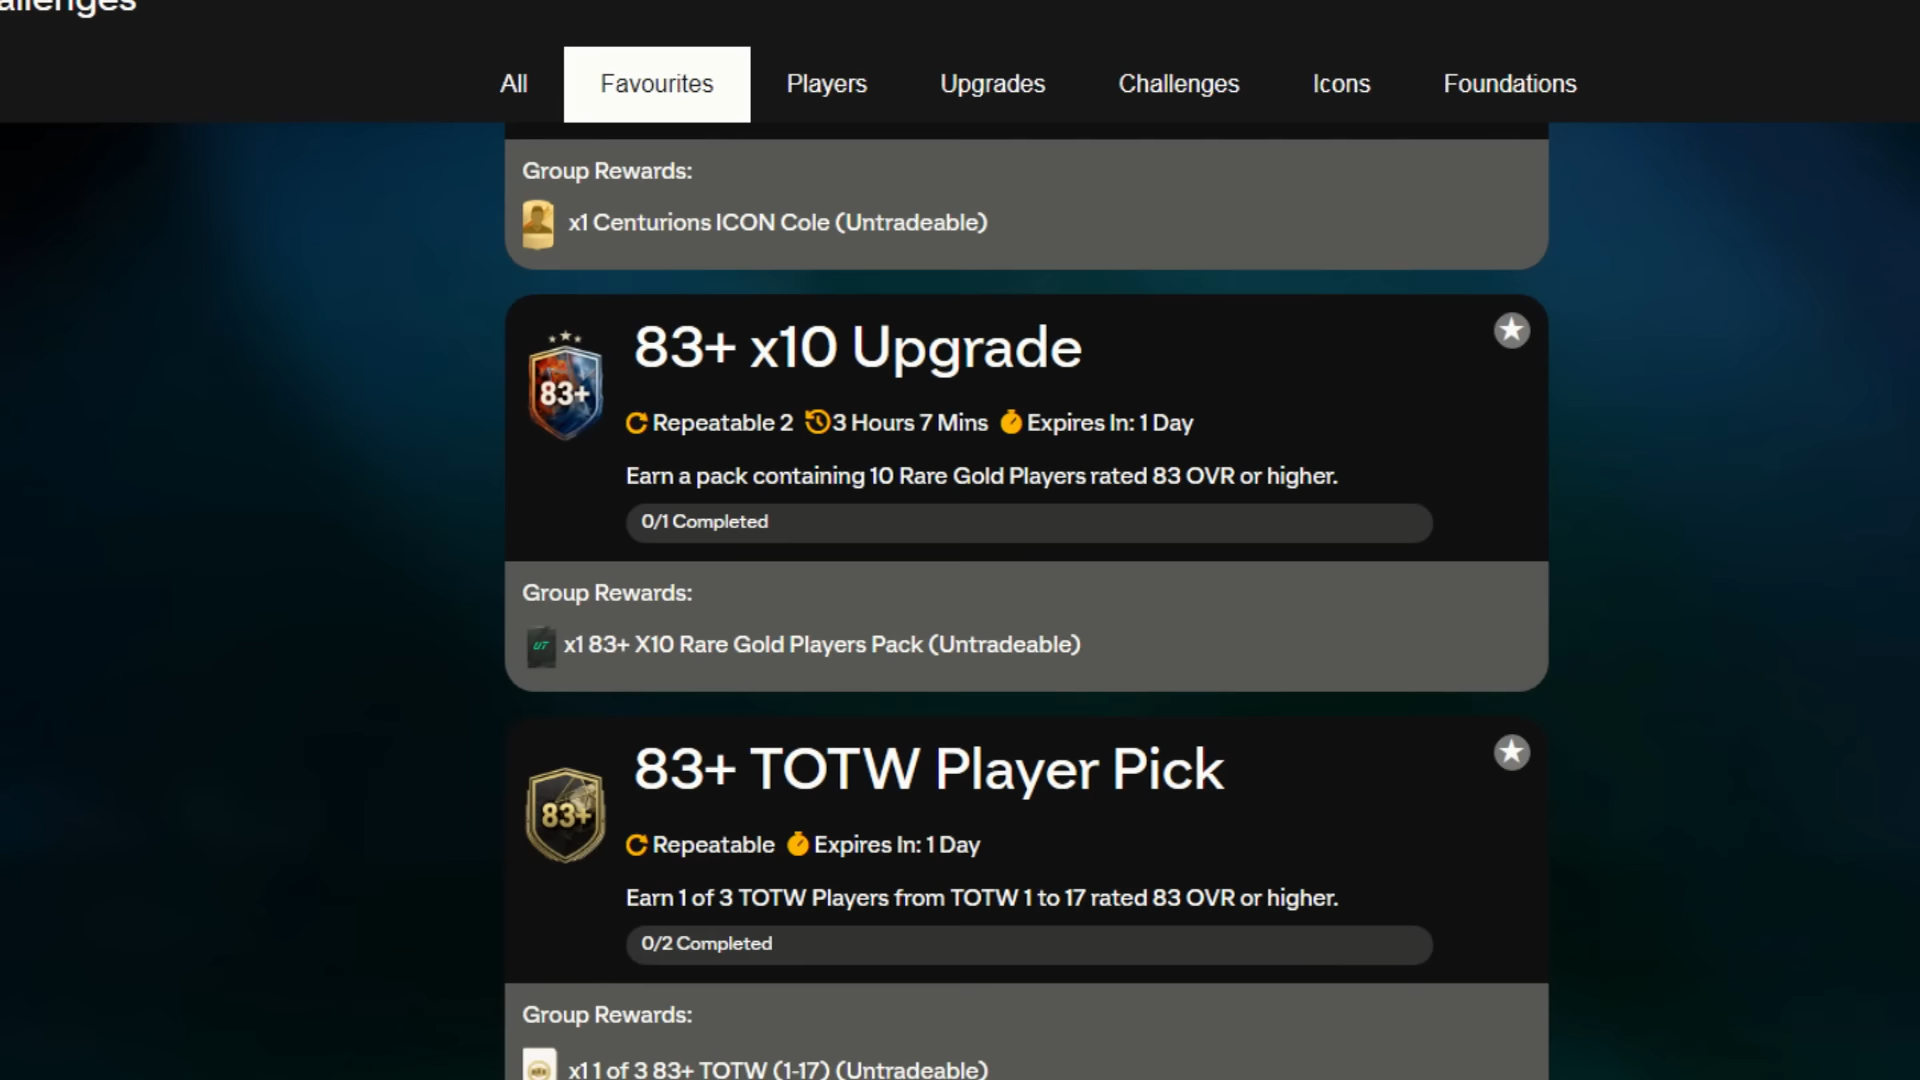 All Favourites Players Upgrades Challenges Icons Foundations
Group Rewards:
x1 Centurions ICON Cole (Untradeable)
83+
83+ x10 Upgrade
Repeatable 2 3 Hours 7 Mins Expires In: 1 Day
Earn a pack containing 10 Rare Gold Players rated 83 OVR or higher.
0/1 Completed
Group Rewards:
UT
x1 83+ X10 Rare Gold Players Pack (Untradeable)
83+
83+ TOTW Player Pick
Repeatable Expires In: 1 Day
Earn 1 of 3 TOTW Players from TOTW 1 to 17 rated 83 OVR or higher.
0/2 Completed
Group Rewards:
x1 1 of 3 83+ TOTW (1-17) (Untradeable)